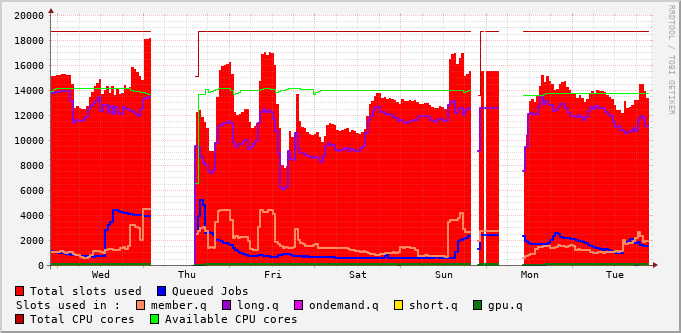 20000
18000
16000
14000
12000
10000
8000
6000
4000
2000
0
Wed Thu Fri Sat Sun Mon Tue
Total slots used Queued Jobs
Slots used in : member.q long.q ondemand.q short.q gpu.q
Total CPU cores Available CPU cores
RRDTOOL / TOBI OETIKER